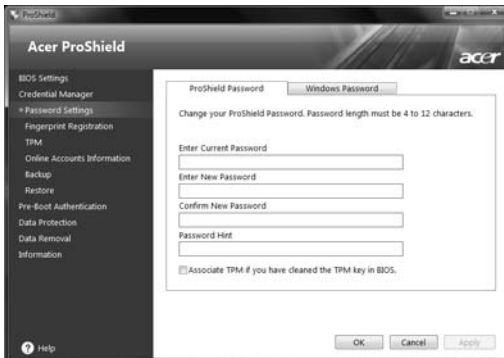 ProShield
Acer ProShield
acer
BIOS Settings
Credential Manager
Password Settings
Fingerprint Registration
TPM
Online Accounts Information
Backup
Restore
Pre-Boot Authentication
Data Protection
Data Removal
Information
Help
ProShield Password
Windows Password
Change your ProShield Password. Password length must be 4 to 12 characters.
Enter Current Password
Enter New Password
Confirm New Password
Password Hint
Associate TPM if you have cleaned the TPM key in BIOS.
OK
Cancel
Apply